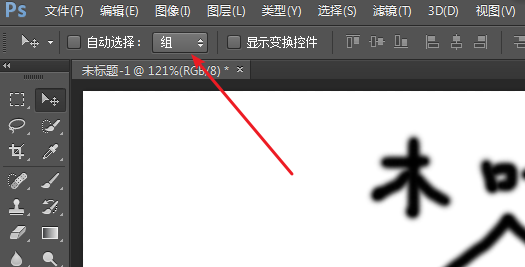 Ps 文件(F) 编辑(E) 图像(I) 图层(L) 类型(Y) 选择(S) 滤镜(T) 3D(D) 视图(V)
自动选择： 组 显示变换控件
未标题-1 @ 121%(RGB/8) * ×
木